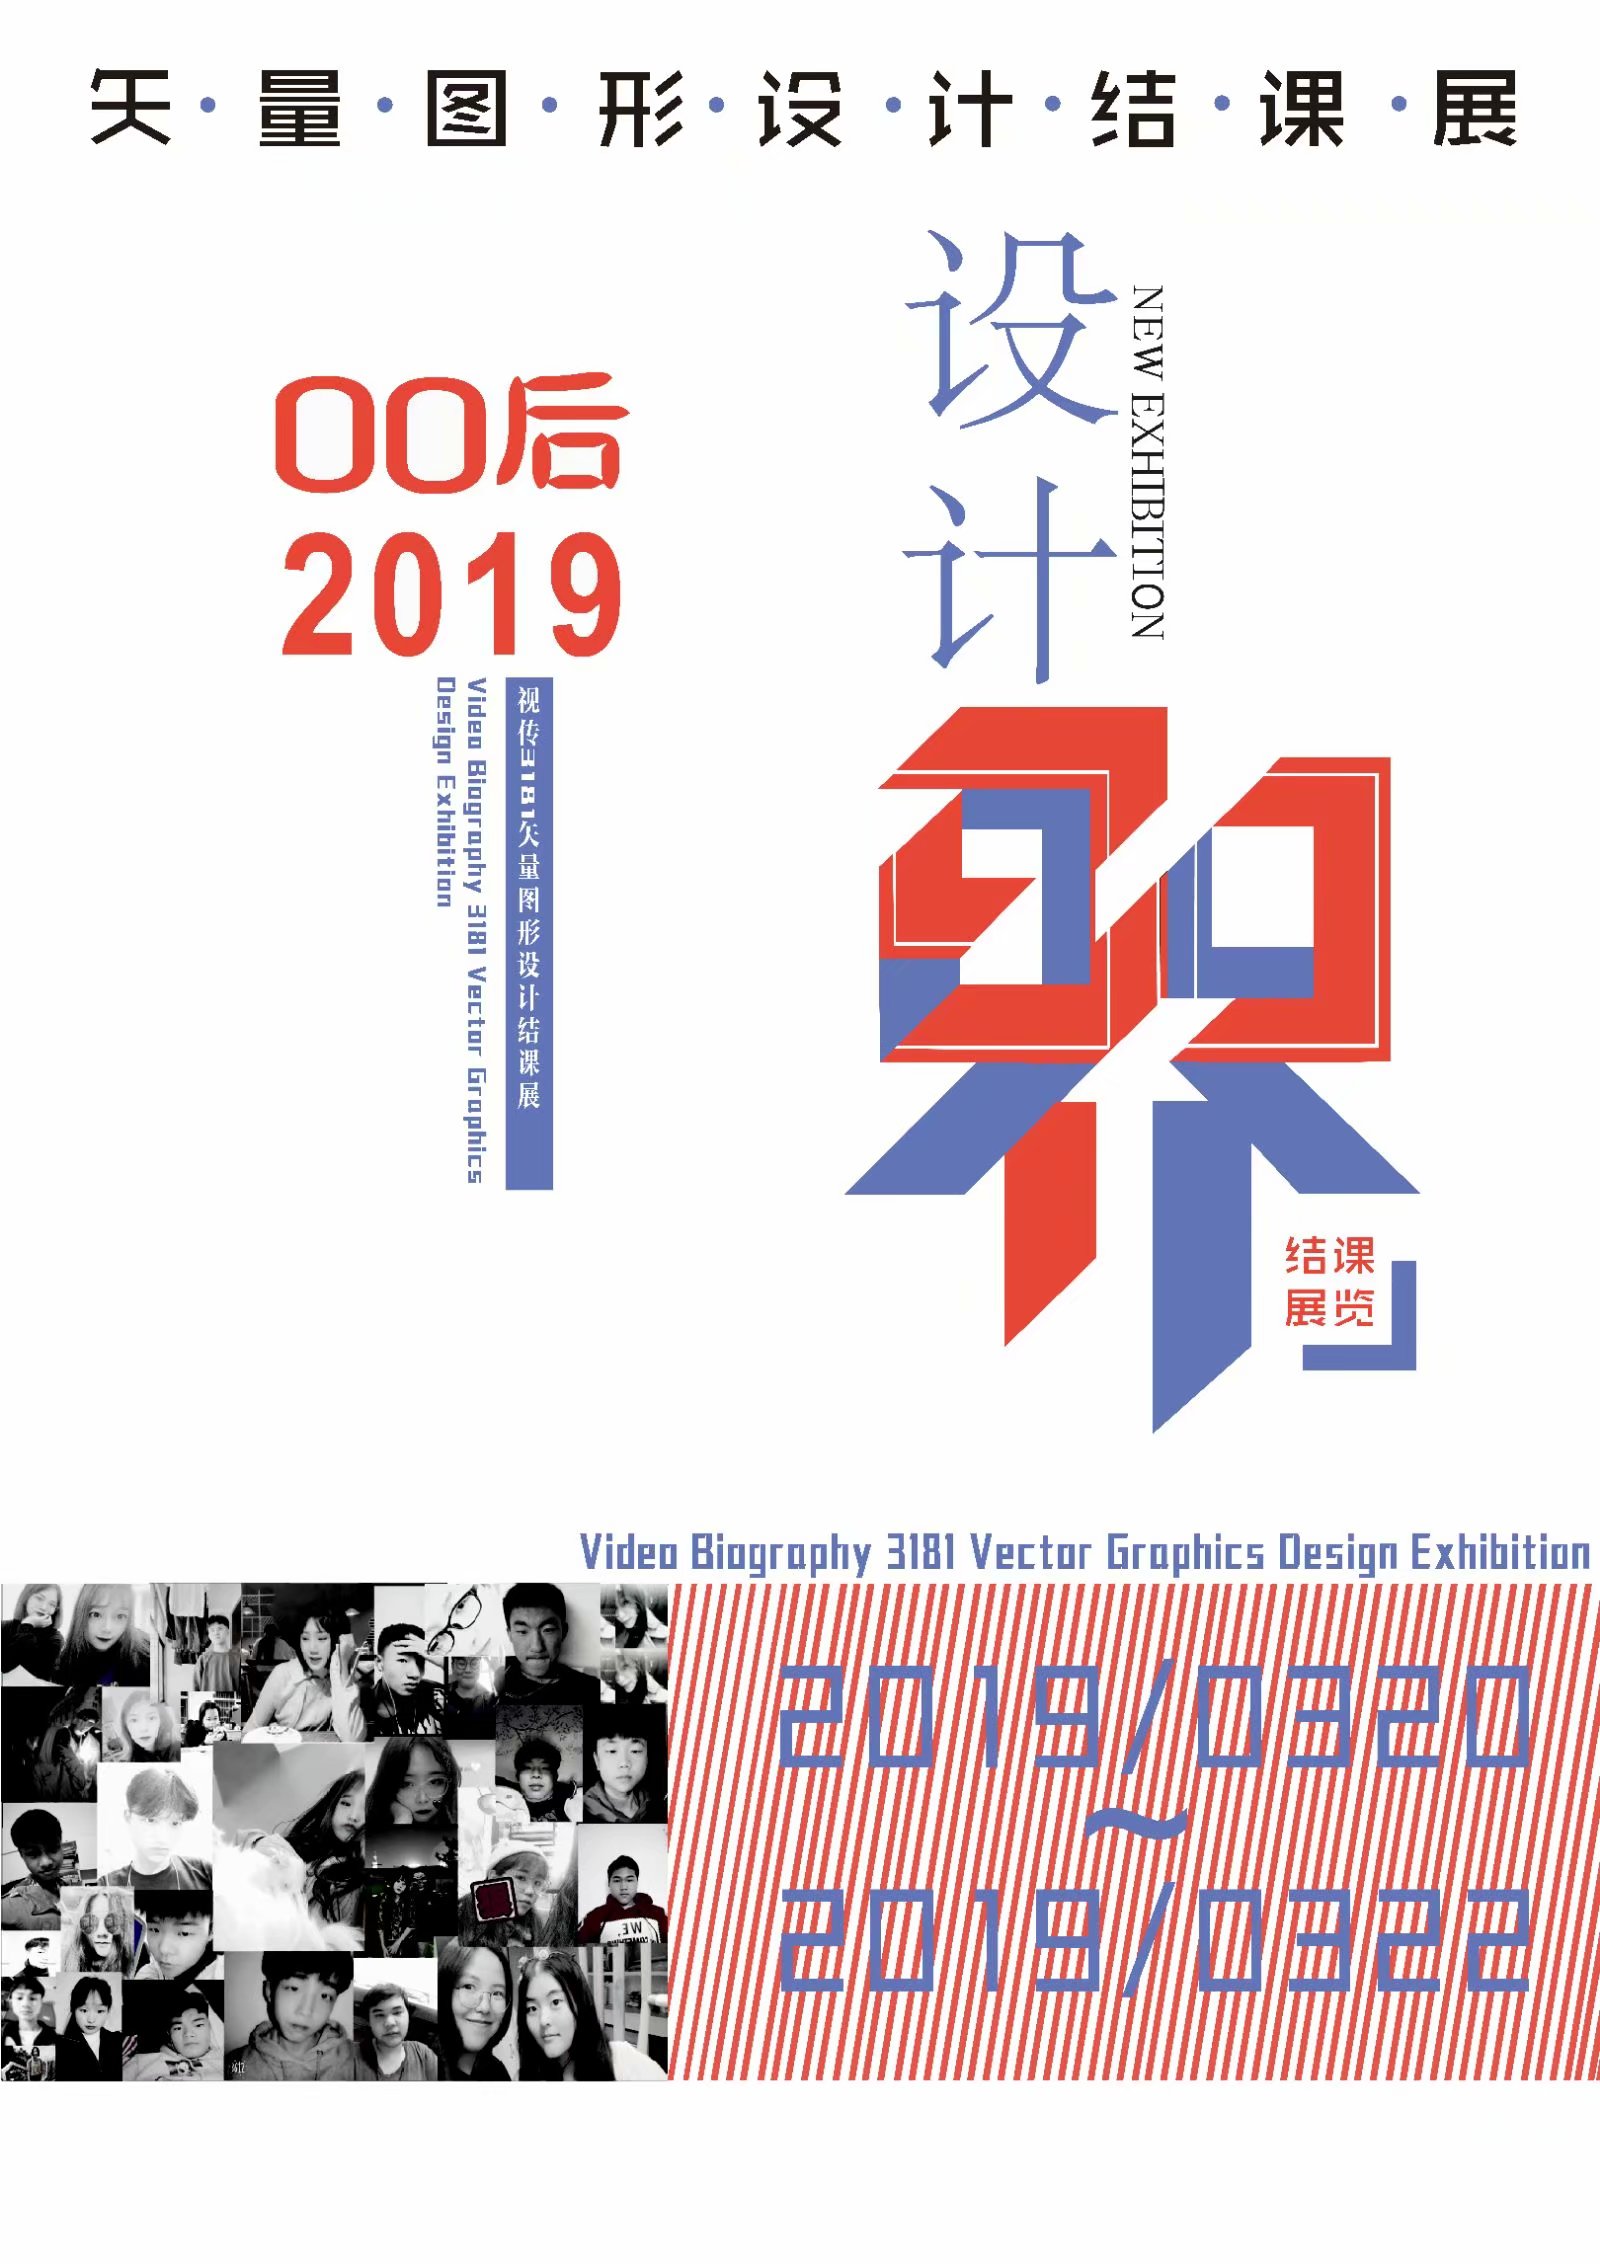 矢·量·图·形·设·计·结·课·展
设计
NEW EXHIBITION
00后
2019
视传3181矢量图形设计结课展
Video Biography 3181 Vector Graphics
Design Exhibition
界
结课
展览
Video Biography 3181 Vector Graphics Design Exhibition
2019/0320
~
2019/0322